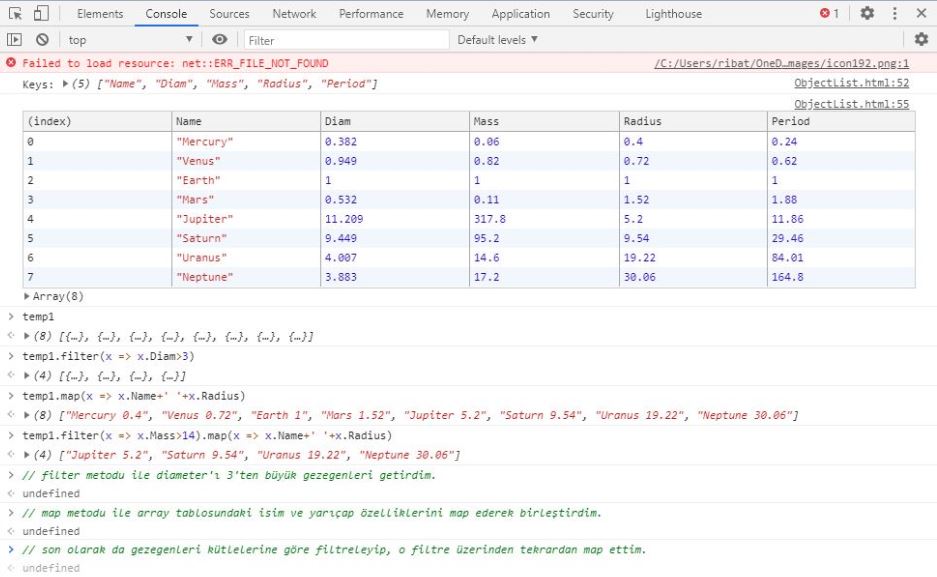 Elements Console Sources Network Performance Memory Application Security Lighthouse 1
top Filter Default levels
Failed to load resource: net::ERR_FILE_NOT_FOUND /C:/Users/ribat/OneD…mages/icon192.png:1
Keys: (5) ["Name", "Diam", "Mass", "Radius", "Period"] ObjectList.html:52
ObjectList.html:55
(index) Name Diam Mass Radius Period
0 "Mercury" 0.382 0.06 0.4 0.24
1 "Venus" 0.949 0.82 0.72 0.62
2 "Earth" 1 1 1 1
3 "Mars" 0.532 0.11 1.52 1.88
4 "Jupiter" 11.209 317.8 5.2 11.86
5 "Saturn" 9.449 95.2 9.54 29.46
6 "Uranus" 4.007 14.6 19.22 84.01
7 "Neptune" 3.883 17.2 30.06 164.8
Array(8)
temp1
(8) [{…}, {…}, {…}, {…}, {…}, {…}, {…}, {…}]
temp1.filter(x => x.Diam>3)
(4) [{…}, {…}, {…}, {…}]
temp1.map(x => x.Name+' '+x.Radius)
(8) ["Mercury 0.4", "Venus 0.72", "Earth 1", "Mars 1.52", "Jupiter 5.2", "Saturn 9.54", "Uranus 19.22", "Neptune 30.06"]
temp1.filter(x => x.Mass>14).map(x => x.Name+' '+x.Radius)
(4) ["Jupiter 5.2", "Saturn 9.54", "Uranus 19.22", "Neptune 30.06"]
// filter metodu ile diameter'ı 3'ten büyük gezegenleri getirdim.
undefined
// map metodu ile array tablosundaki isim ve yarıçap özelliklerini map ederek birleştirdim.
undefined
// son olarak da gezegenleri kütlelerine göre filtreleyip, o filtre üzerinden tekrardan map ettim.
undefined